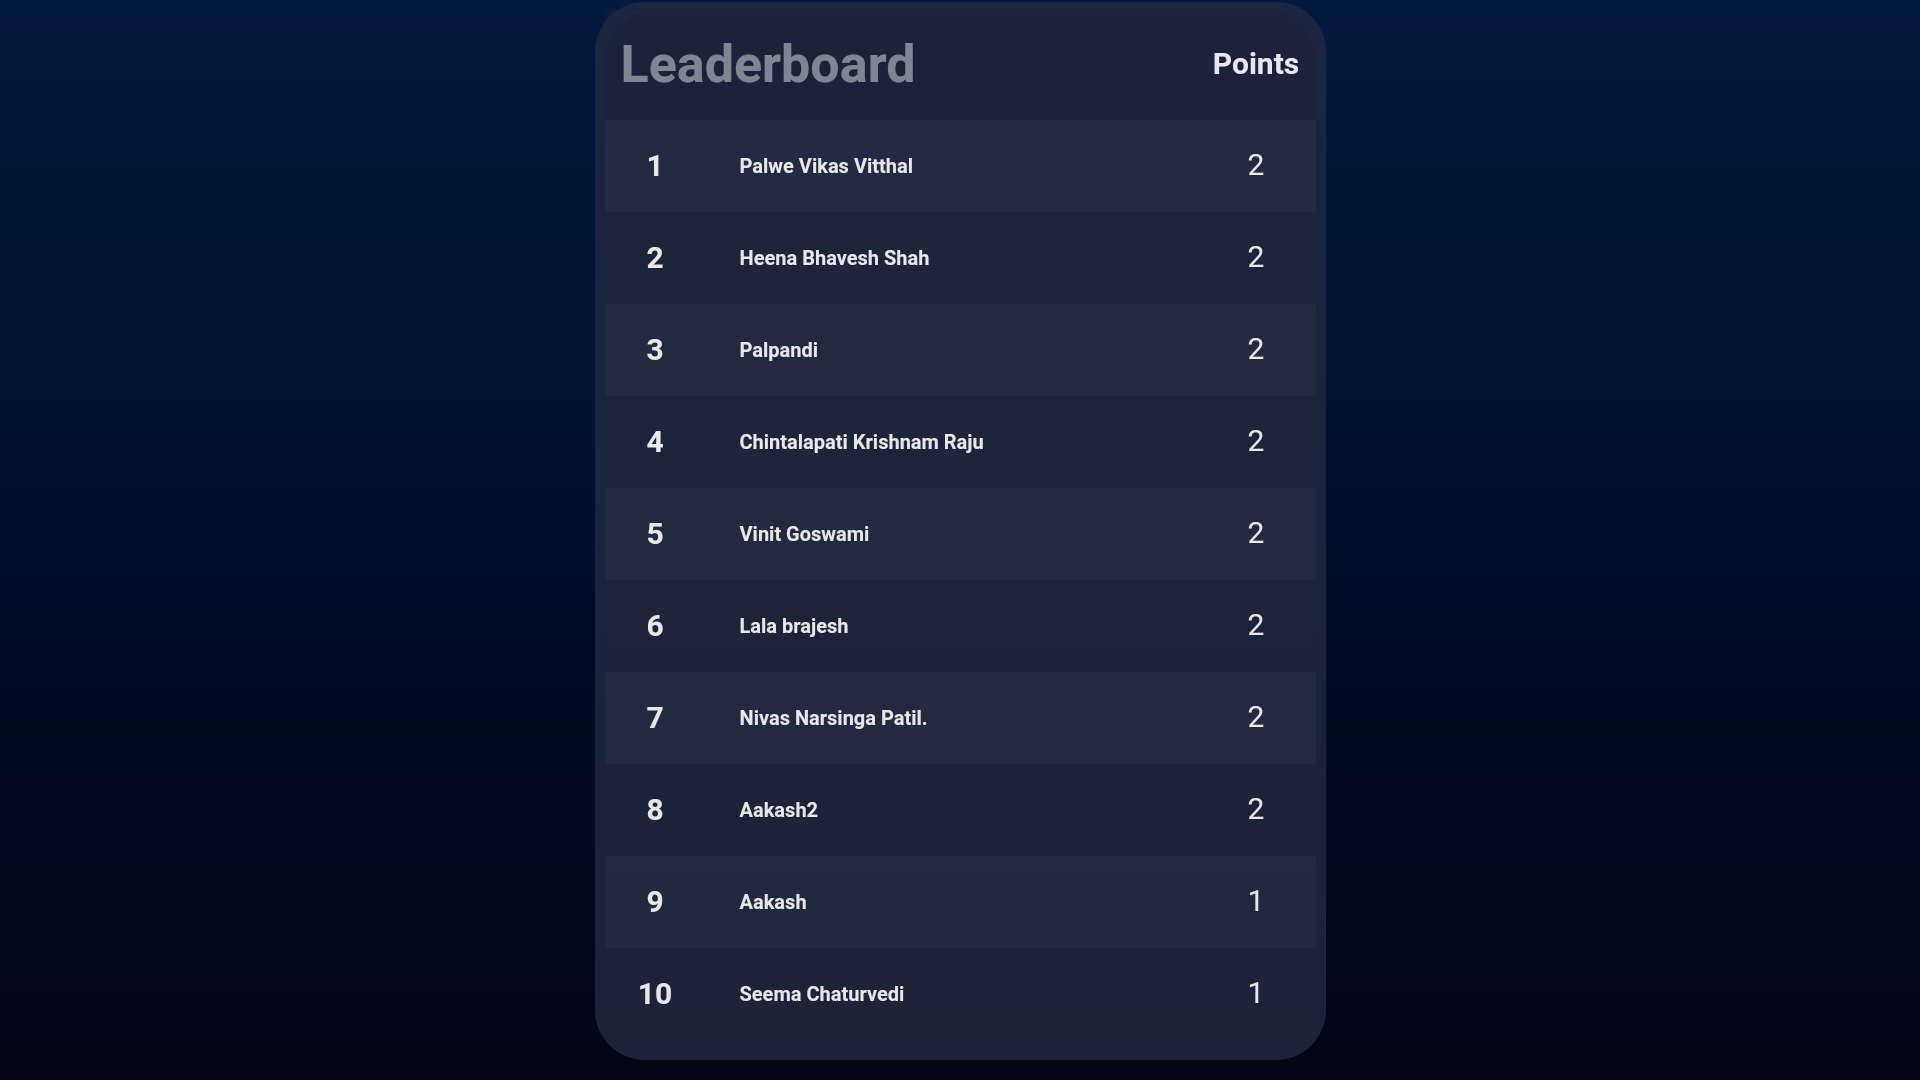 Leaderboard Points
1 Palwe Vikas Vitthal 2
2 Heena Bhavesh Shah 2
3 Palpandi 2
4 Chintalapati Krishnam Raju 2
5 Vinit Goswami 2
6 Lala brajesh 2
7 Nivas Narsinga Patil. 2
8 Aakash2 2
9 Aakash 1
10 Seema Chaturvedi 1